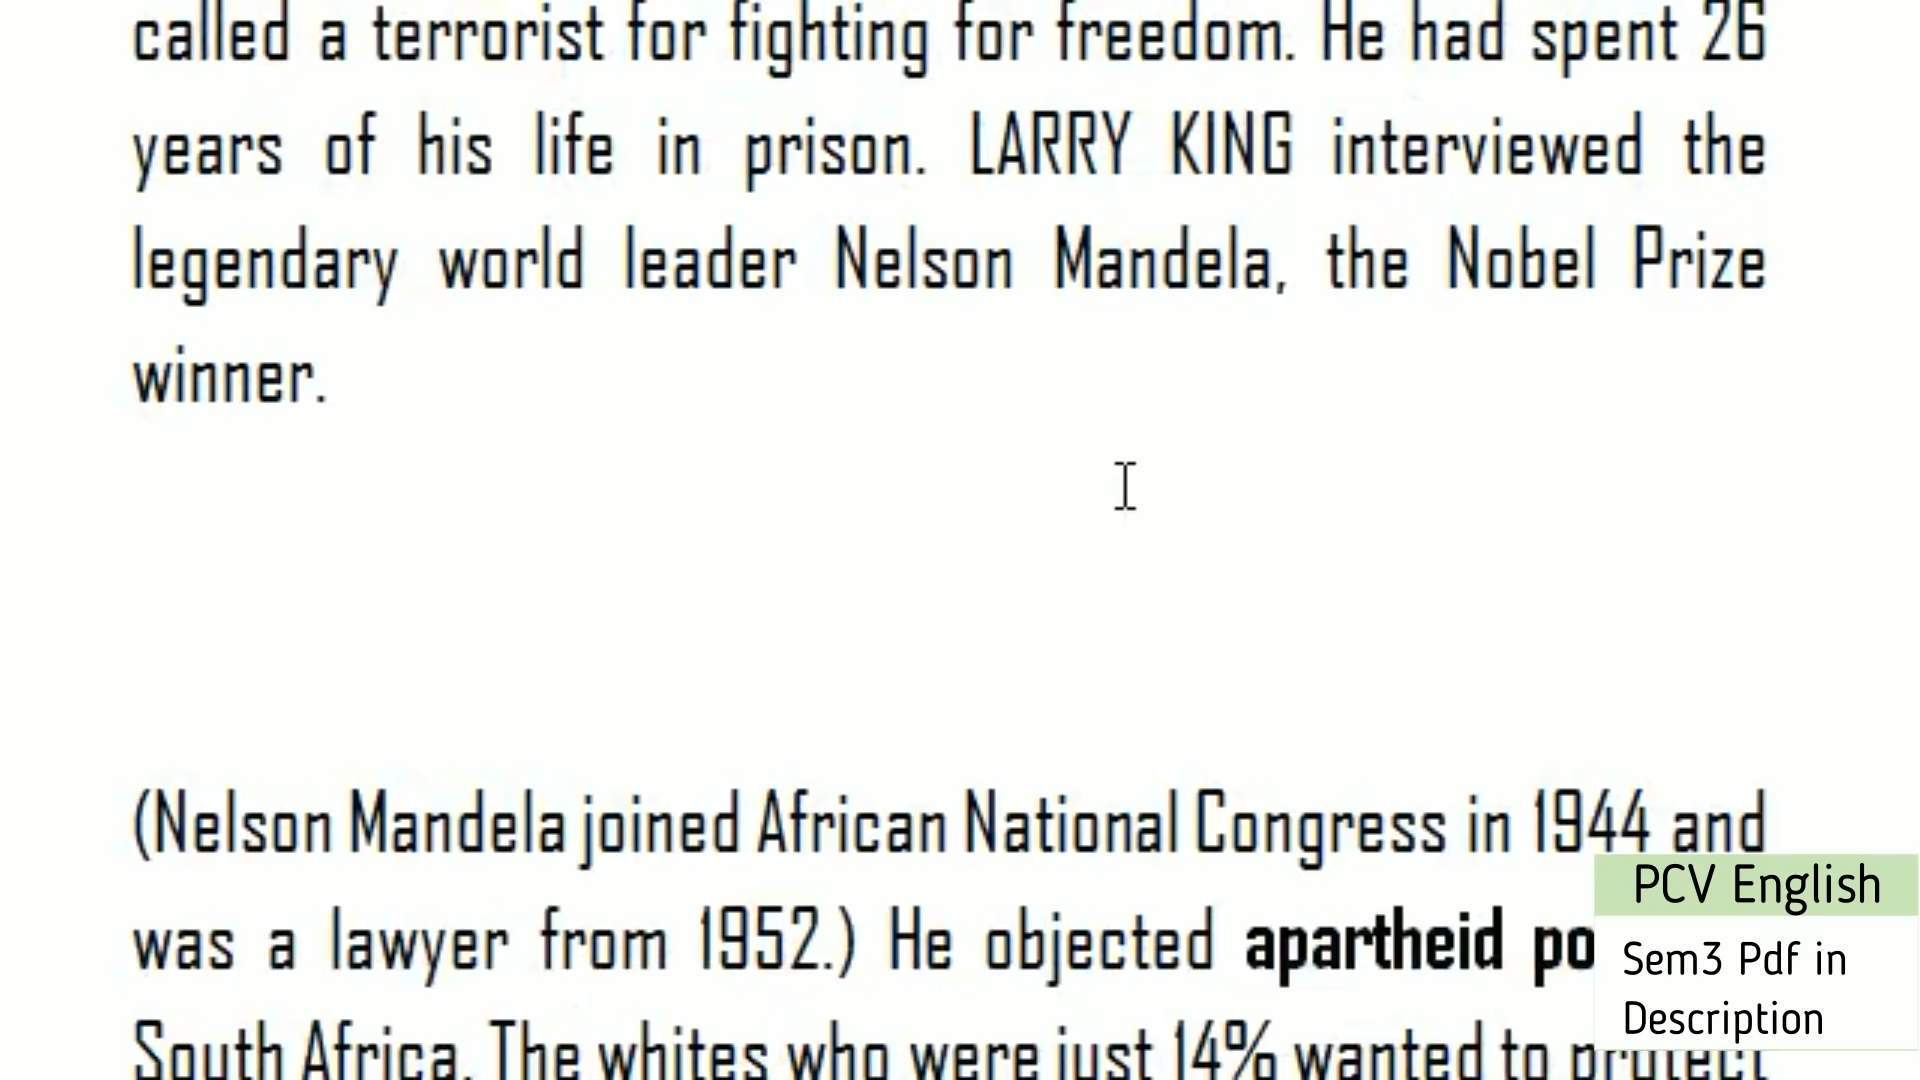 called a terrorist for fighting for freedom. He had spent 26
years of his life in prison. LARRY KING interviewed the
legendary world leader Nelson Mandela, the Nobel Prize
winner.
(Nelson Mandela joined African National Congress in 1944 and
was a lawyer from 1952.) He objected apartheid po
South Africa. The whites who were just 14% wanted to protect
PCV English
Sem3 Pdf in
Description